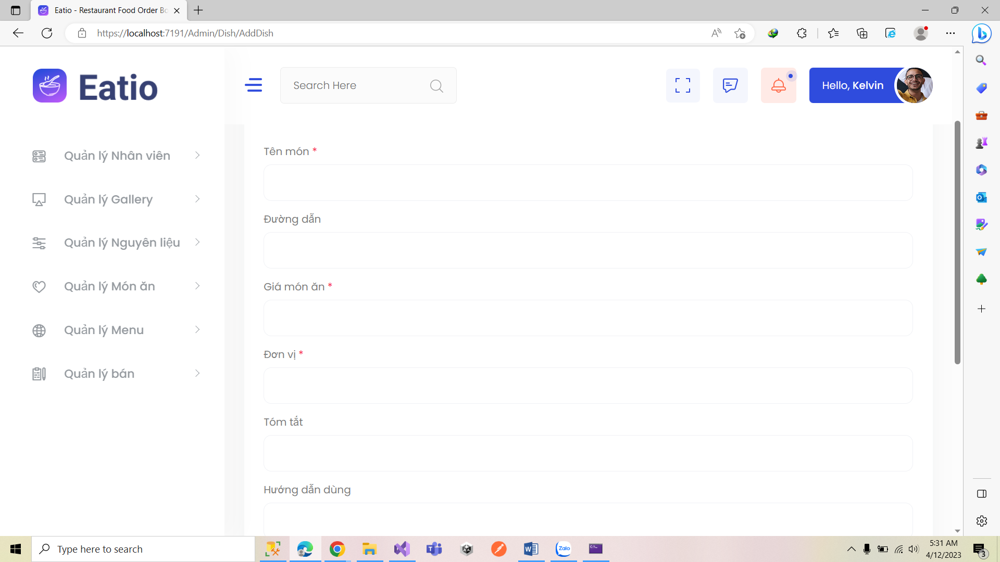 Eatio - Restaurant Food Order Bo
https://localhost:7191/Admin/Dish/AddDish
Eatio
Search Here
Hello, Kelvin
Quản lý Nhân viên
Quản lý Gallery
Quản lý Nguyên liệu
Quản lý Món ăn
Quản lý Menu
Quản lý bán
Tên món *
Đường dẫn
Giá món ăn *
Đơn vị *
Tóm tắt
Hướng dẫn dùng
Type here to search
Zalo
5:31 AM
4/12/2023
3